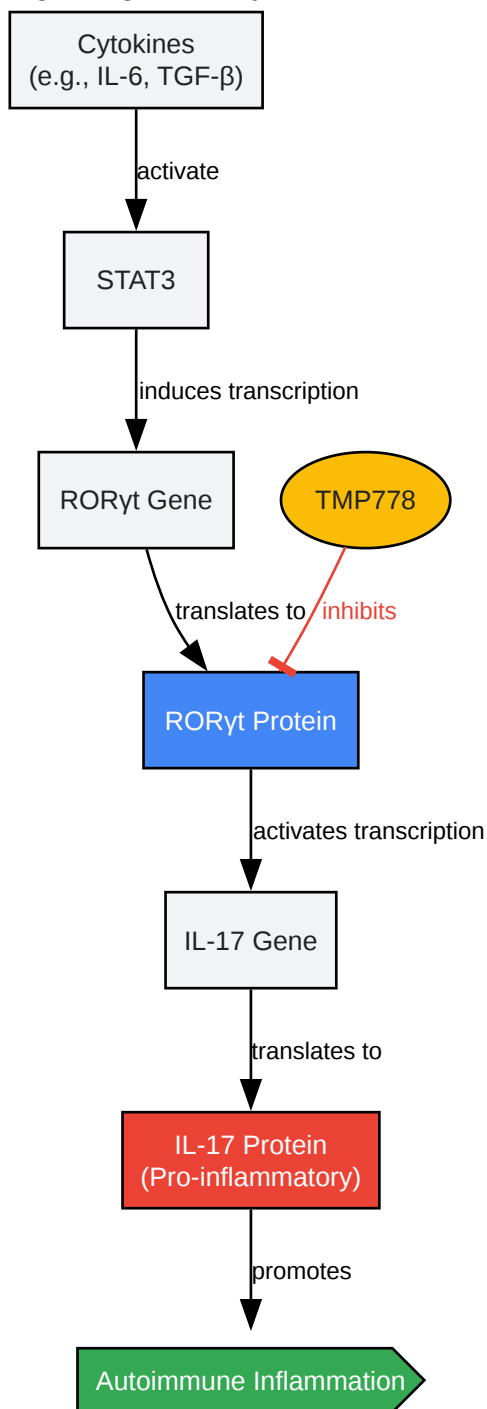 Cytokines
(e.g., IL-6, TGF-β)
activate
STAT3
induces transcription
RORγt Gene
TMP778
translates to
inhibits
RORγt Protein
activates transcription
IL-17 Gene
translates to
IL-17 Protein
(Pro-inflammatory)
promotes
Autoimmune Inflammation